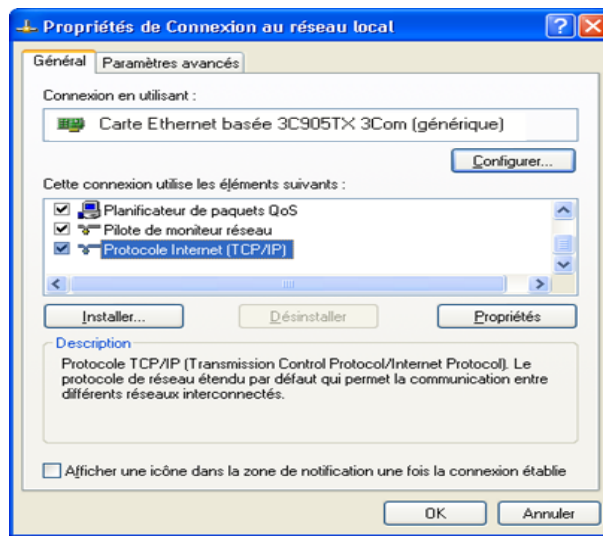 Propriétés de Connexion au réseau local
Général
Paramètres avancés
Connexion en utilisant :
Carte Ethernet basée 3C905TX 3Com (générique)
Configurer...
Cette connexion utilise les éléments suivants :
Planificateur de paquets QoS
Pilote de moniteur réseau
Protocole Internet (TCP/IP)
Installer...
Désinstaller
Propriétés
Description
Protocole TCP/IP (Transmission Control Protocol/Internet Protocol). Le
protocole de réseau étendu par défaut qui permet la communication entre
différents réseaux interconnectés.
Afficher une icône dans la zone de notification une fois la connexion établie
OK
Annuler